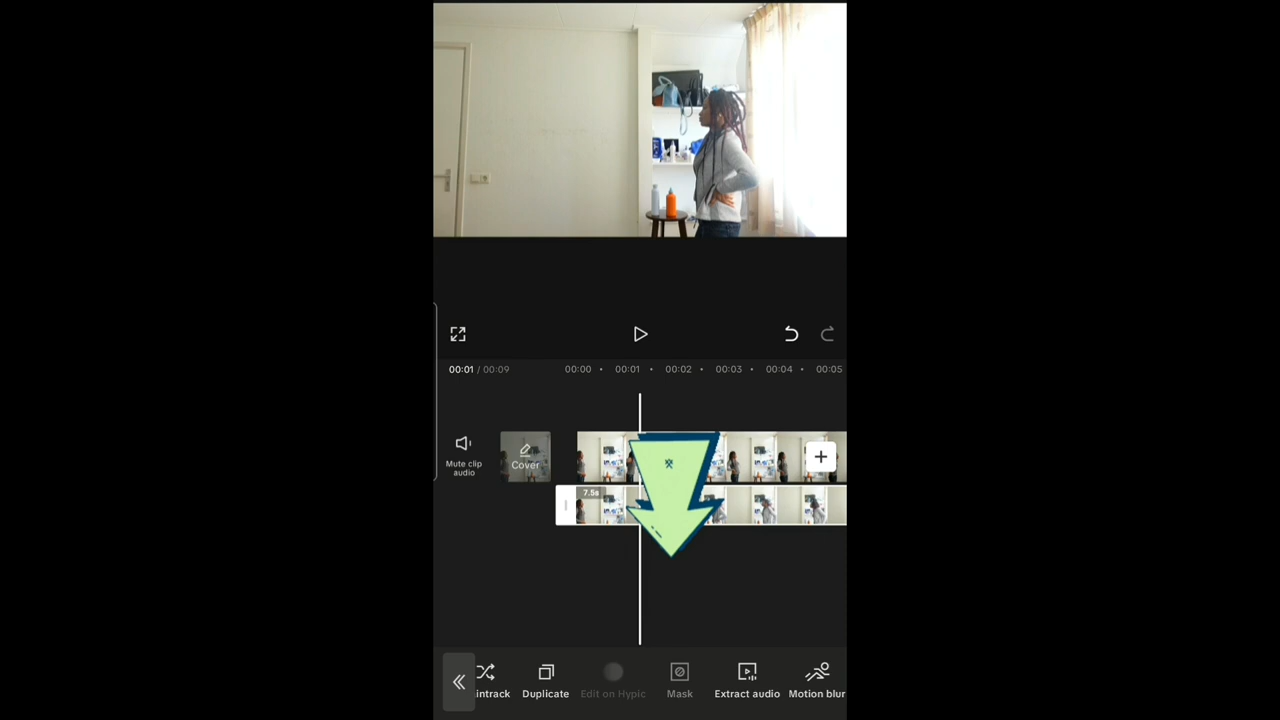 00:01 / 00:09 00:00 00:01 00:02 00:03 00:04 00:05
Mute clip
audio
Cover
7.5s
intrack Duplicate Edit on Hypic Mask Extract audio Motion blur